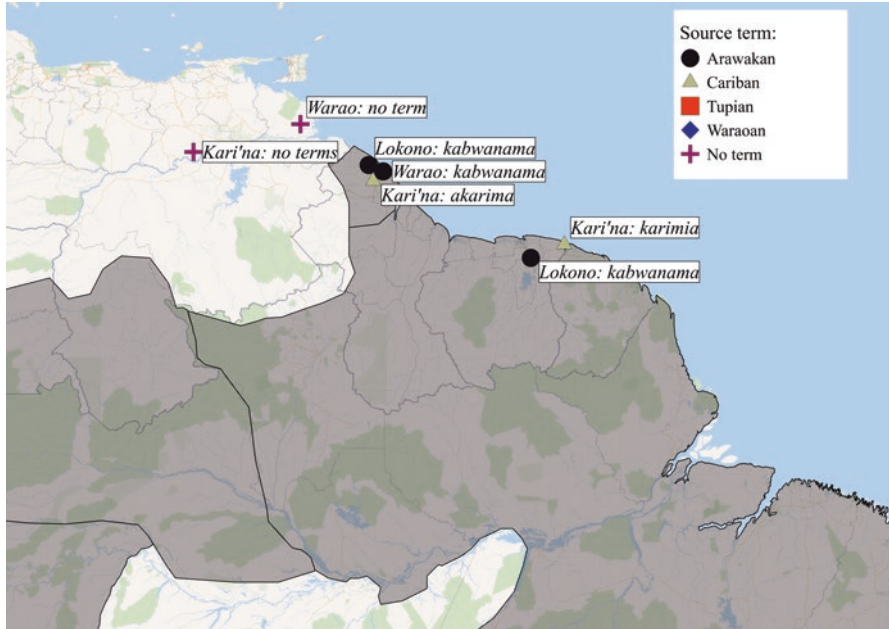 Source term:
Arawakan
Cariban
Tupian
Waraoan
No term
Warao: no term
Kari'na: no terms
Lokono: kabwanama
Warao: kabwanama
Kari'na: akarima
Kari'na: karimia
Lokono: kabwanama